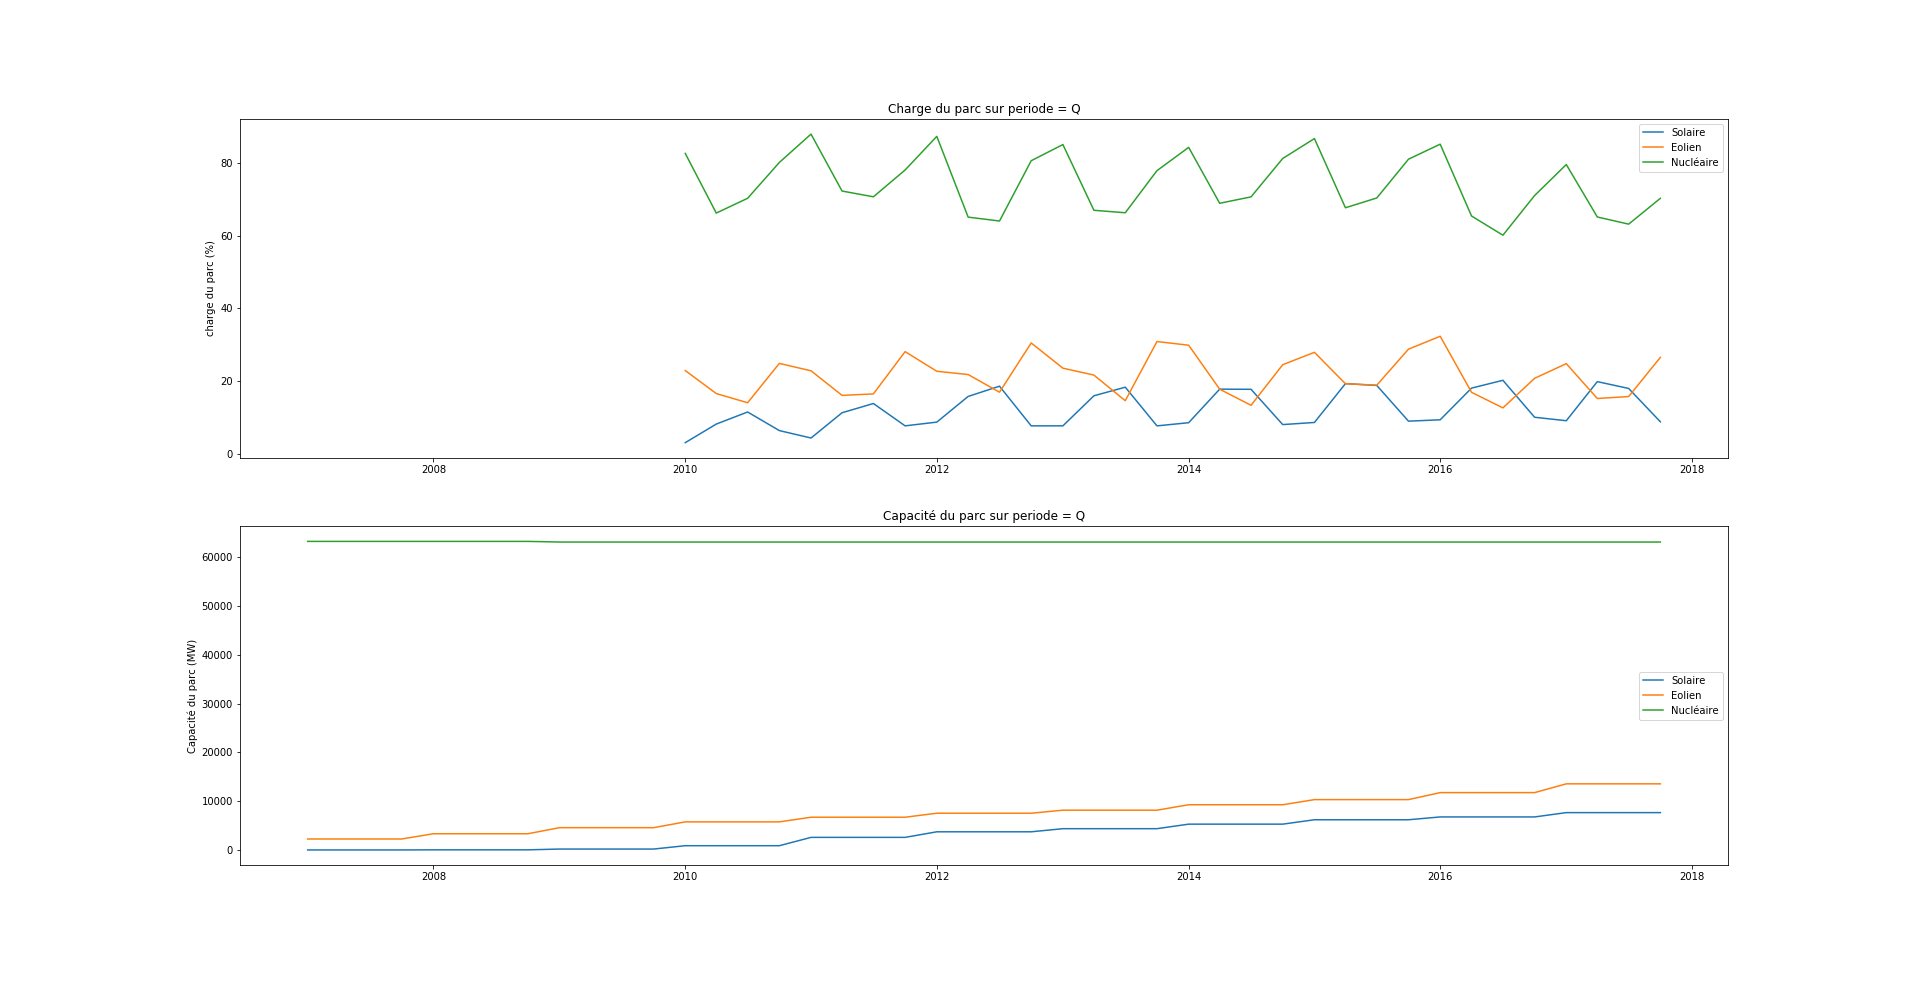 Charge du parc sur periode = Q
charge du parc (%)
80
60
40
20
0
Solaire
Eolien
Nucléaire
2008 2010 2012 2014 2016 2018
Capacité du parc sur periode = Q
Capacité du parc (MW)
60000
50000
40000
30000
20000
10000
0
Solaire
Eolien
Nucléaire
2008 2010 2012 2014 2016 2018